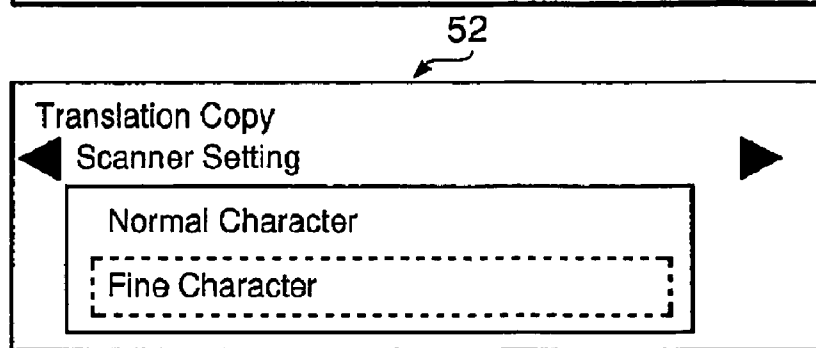 52
Translation Copy
Scanner Setting
Normal Character
Fine Character